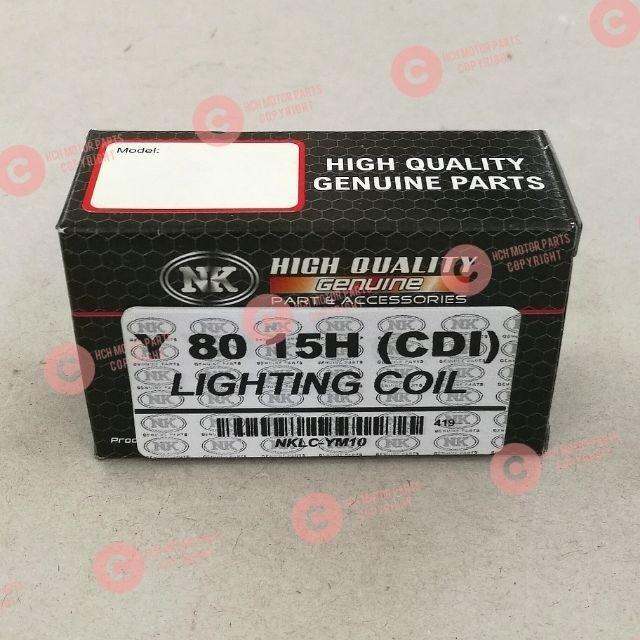 Model:
HIGH QUALITY
GENUINE PARTS
NK
HIGH QUALITY
Genuine
PART & ACCESSORIES
80 15H (CDI)
LIGHTING COIL
419
NKLC-YM10
HCH MOTOR PARTS
COPYRIGHT